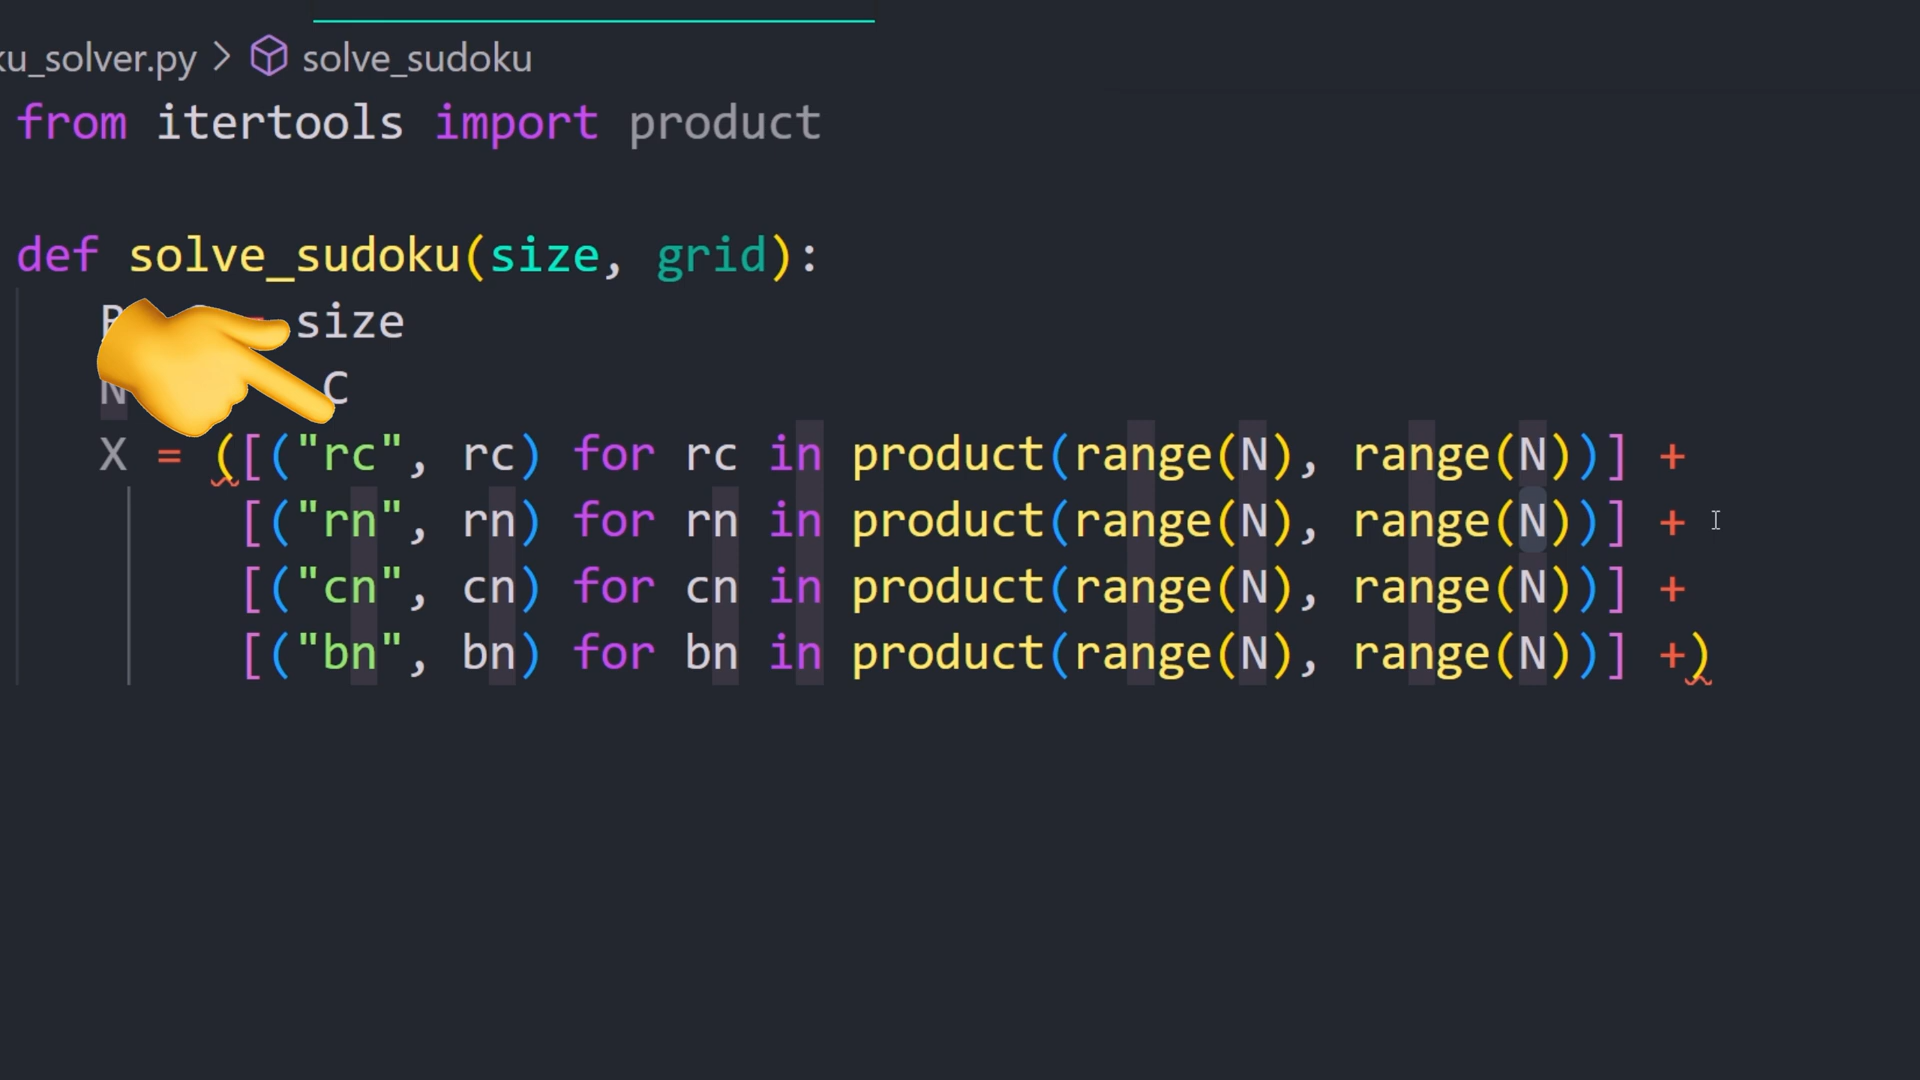 ku_solver.py > solve_sudoku
from itertools import product
def solve_sudoku(size, grid):
= size
N C
X = ([("rc", rc) for rc in product(range(N), range(N))] +
[("rn", rn) for rn in product(range(N), range(N))] +
[("cn", cn) for cn in product(range(N), range(N))] +
[("bn", bn) for bn in product(range(N), range(N))] +)